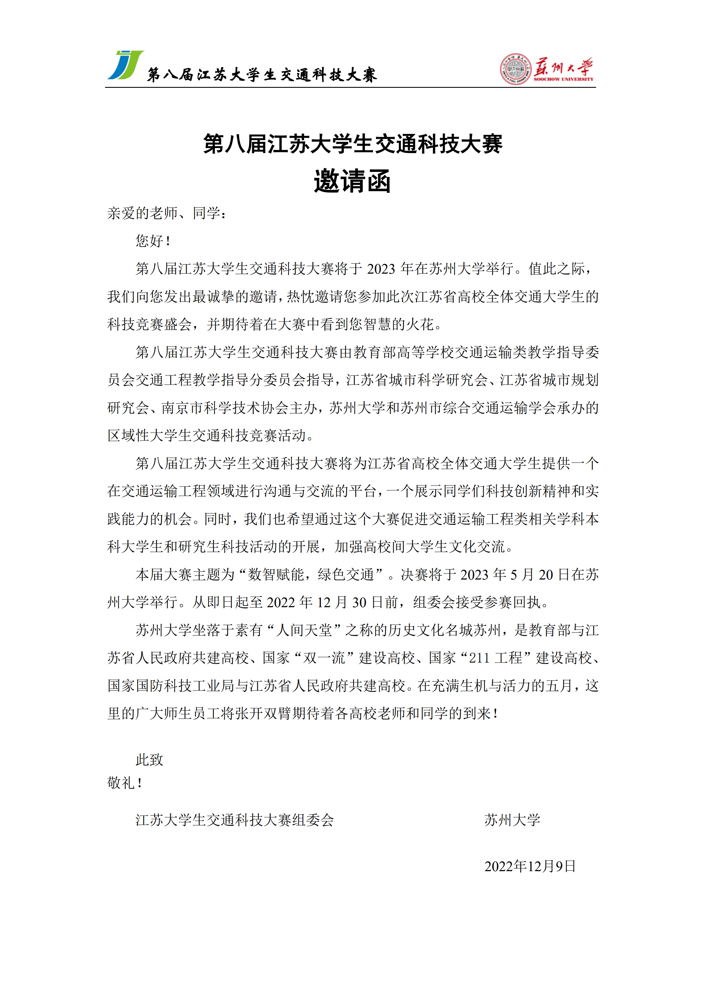 第八届江苏大学生交通科技大赛
蘇州大學
SOOCHOW UNIVERSITY
第八届江苏大学生交通科技大赛
邀请函
亲爱的老师、同学：
您好！
第八届江苏大学生交通科技大赛将于 2023 年在苏州大学举行。值此之际，
我们向您发出最诚挚的邀请，热忱邀请您参加此次江苏省高校全体交通大学生的
科技竞赛盛会，并期待着在大赛中看到您智慧的火花。
第八届江苏大学生交通科技大赛由教育部高等学校交通运输类教学指导委
员会交通工程教学指导分委员会指导，江苏省城市科学研究会、江苏省城市规划
研究会、南京市科学技术协会主办，苏州大学和苏州市综合交通运输学会承办的
区域性大学生交通科技竞赛活动。
第八届江苏大学生交通科技大赛将为江苏省高校全体交通大学生提供一个
在交通运输工程领域进行沟通与交流的平台，一个展示同学们科技创新精神和实
践能力的机会。同时，我们也希望通过这个大赛促进交通运输工程类相关学科本
科大学生和研究生科技活动的开展，加强高校间大学生文化交流。
本届大赛主题为“数智赋能，绿色交通”。决赛将于 2023 年 5 月 20 日在苏
州大学举行。从即日起至 2022 年 12 月 30 日前，组委会接受参赛回执。
苏州大学坐落于素有“人间天堂”之称的历史文化名城苏州，是教育部与江
苏省人民政府共建高校、国家“双一流”建设高校、国家“211 工程”建设高校、
国家国防科技工业局与江苏省人民政府共建高校。在充满生机与活力的五月，这
里的广大师生员工将张开双臂期待着各高校老师和同学的到来！
此致
敬礼！
江苏大学生交通科技大赛组委会 苏州大学
2022年12月9日